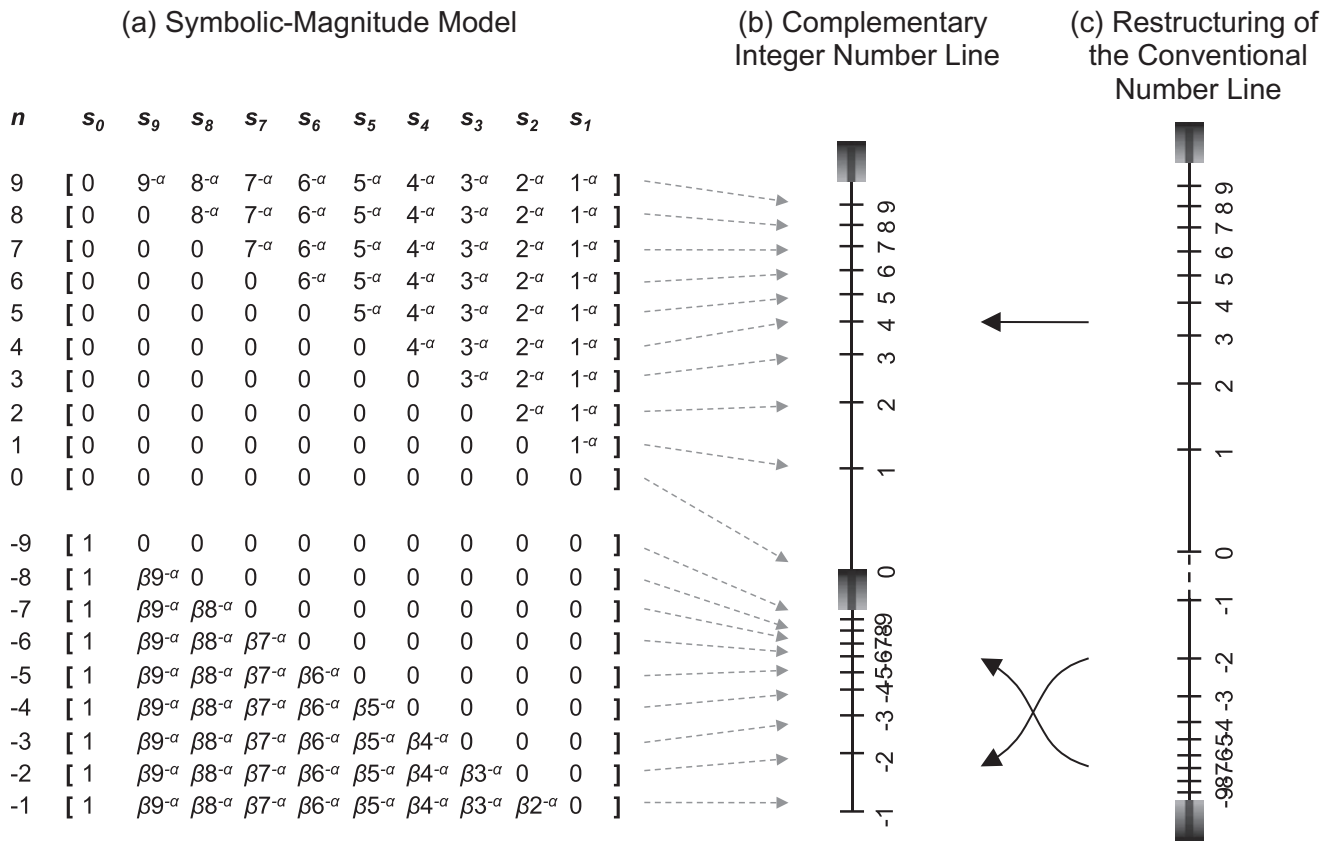 (a) Symbolic-Magnitude Model
(b) Complementary
Integer Number Line
(c) Restructuring of
the Conventional
Number Line
n s₀ s₉ s₈ s₇ s₆ s₅ s₄ s₃ s₂ s₁
9 [ 0 9⁻ᵅ 8⁻ᵅ 7⁻ᵅ 6⁻ᵅ 5⁻ᵅ 4⁻ᵅ 3⁻ᵅ 2⁻ᵅ 1⁻ᵅ ]
8 [ 0 0 8⁻ᵅ 7⁻ᵅ 6⁻ᵅ 5⁻ᵅ 4⁻ᵅ 3⁻ᵅ 2⁻ᵅ 1⁻ᵅ ]
7 [ 0 0 0 7⁻ᵅ 6⁻ᵅ 5⁻ᵅ 4⁻ᵅ 3⁻ᵅ 2⁻ᵅ 1⁻ᵅ ]
6 [ 0 0 0 0 6⁻ᵅ 5⁻ᵅ 4⁻ᵅ 3⁻ᵅ 2⁻ᵅ 1⁻ᵅ ]
5 [ 0 0 0 0 0 5⁻ᵅ 4⁻ᵅ 3⁻ᵅ 2⁻ᵅ 1⁻ᵅ ]
4 [ 0 0 0 0 0 0 4⁻ᵅ 3⁻ᵅ 2⁻ᵅ 1⁻ᵅ ]
3 [ 0 0 0 0 0 0 0 3⁻ᵅ 2⁻ᵅ 1⁻ᵅ ]
2 [ 0 0 0 0 0 0 0 0 2⁻ᵅ 1⁻ᵅ ]
1 [ 0 0 0 0 0 0 0 0 0 1⁻ᵅ ]
0 [ 0 0 0 0 0 0 0 0 0 0 ]
-9 [ 1 0 0 0 0 0 0 0 0 0 ]
-8 [ 1 β9⁻ᵅ 0 0 0 0 0 0 0 0 ]
-7 [ 1 β9⁻ᵅ β8⁻ᵅ 0 0 0 0 0 0 0 ]
-6 [ 1 β9⁻ᵅ β8⁻ᵅ β7⁻ᵅ 0 0 0 0 0 0 ]
-5 [ 1 β9⁻ᵅ β8⁻ᵅ β7⁻ᵅ β6⁻ᵅ 0 0 0 0 0 ]
-4 [ 1 β9⁻ᵅ β8⁻ᵅ β7⁻ᵅ β6⁻ᵅ β5⁻ᵅ 0 0 0 0 ]
-3 [ 1 β9⁻ᵅ β8⁻ᵅ β7⁻ᵅ β6⁻ᵅ β5⁻ᵅ β4⁻ᵅ 0 0 0 ]
-2 [ 1 β9⁻ᵅ β8⁻ᵅ β7⁻ᵅ β6⁻ᵅ β5⁻ᵅ β4⁻ᵅ β3⁻ᵅ 0 0 ]
-1 [ 1 β9⁻ᵅ β8⁻ᵅ β7⁻ᵅ β6⁻ᵅ β5⁻ᵅ β4⁻ᵅ β3⁻ᵅ β2⁻ᵅ 0 ]
9
8
7
6
5
4
3
2
1
0
-9
-8
-7
-6
-5
-4
-3
-2
-1
9
8
7
6
5
4
3
2
1
0
-1
-2
-3
-4
-5
-6
-7
-8
-9